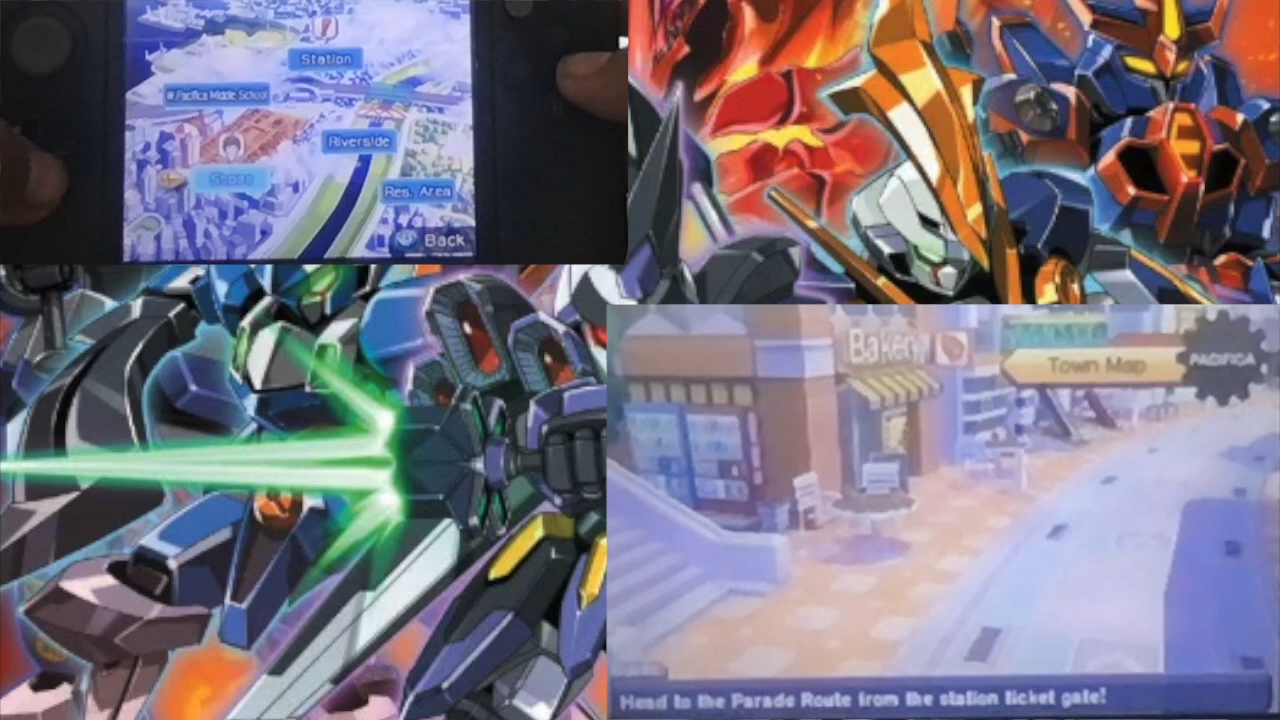 Station
W.Pacifica Middle School
Riverside
Shops
Res. Area
Back
Bakery
Town Map
PACIFICA
Head to the Parade Route from the station ticket gate!